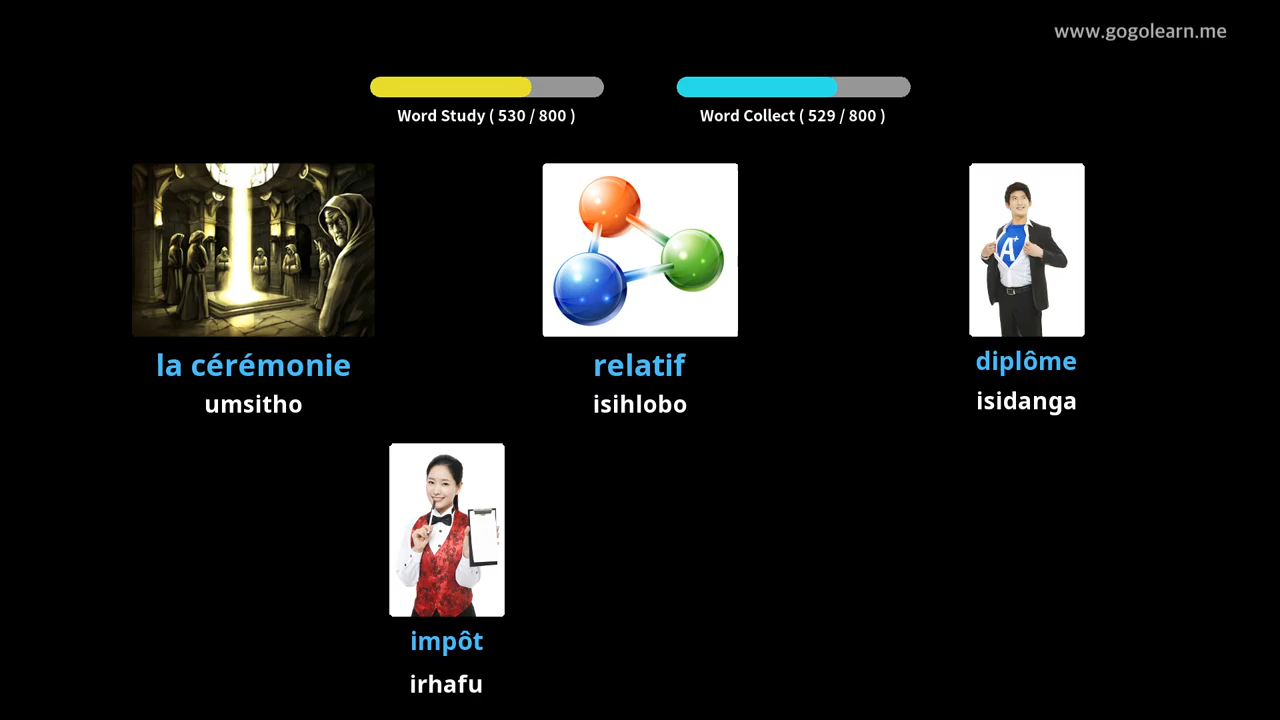 www.gogolearn.me
Word Study ( 530 / 800 )
Word Collect ( 529 / 800 )
A+
la cérémonie
umsitho
relatif
isihlobo
diplôme
isidanga
impôt
irhafu